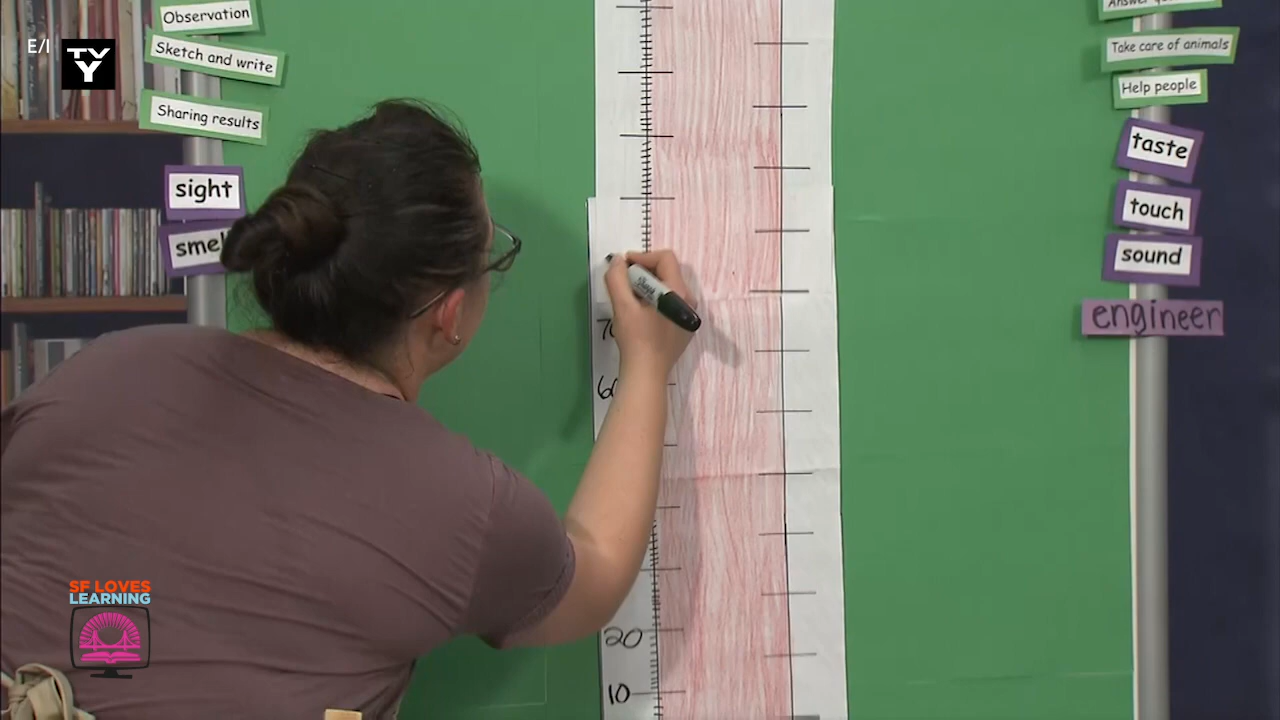 Observation
Sketch and write
Sharing results
sight
E/I
TV
Y
Take care of animals
Help people
taste
touch
sound
engineer
20
10
SF LOVES
LEARNING